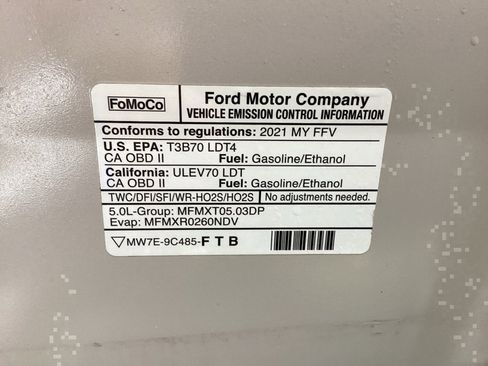 FoMoCo
Ford Motor Company
VEHICLE EMISSION CONTROL INFORMATION
Conforms to regulations: 2021 MY FFV
U.S. EPA: T3B70 LDT4
CA OBD II Fuel: Gasoline/Ethanol
California: ULEV70 LDT
CA OBD II Fuel: Gasoline/Ethanol
TWC/DFI/SFI/WR-HO2S/HO2S No adjustments needed.
5.0L-Group: MFMXT05.03DP
Evap: MFMXR0260NDV
MW7E-9C485-F T B